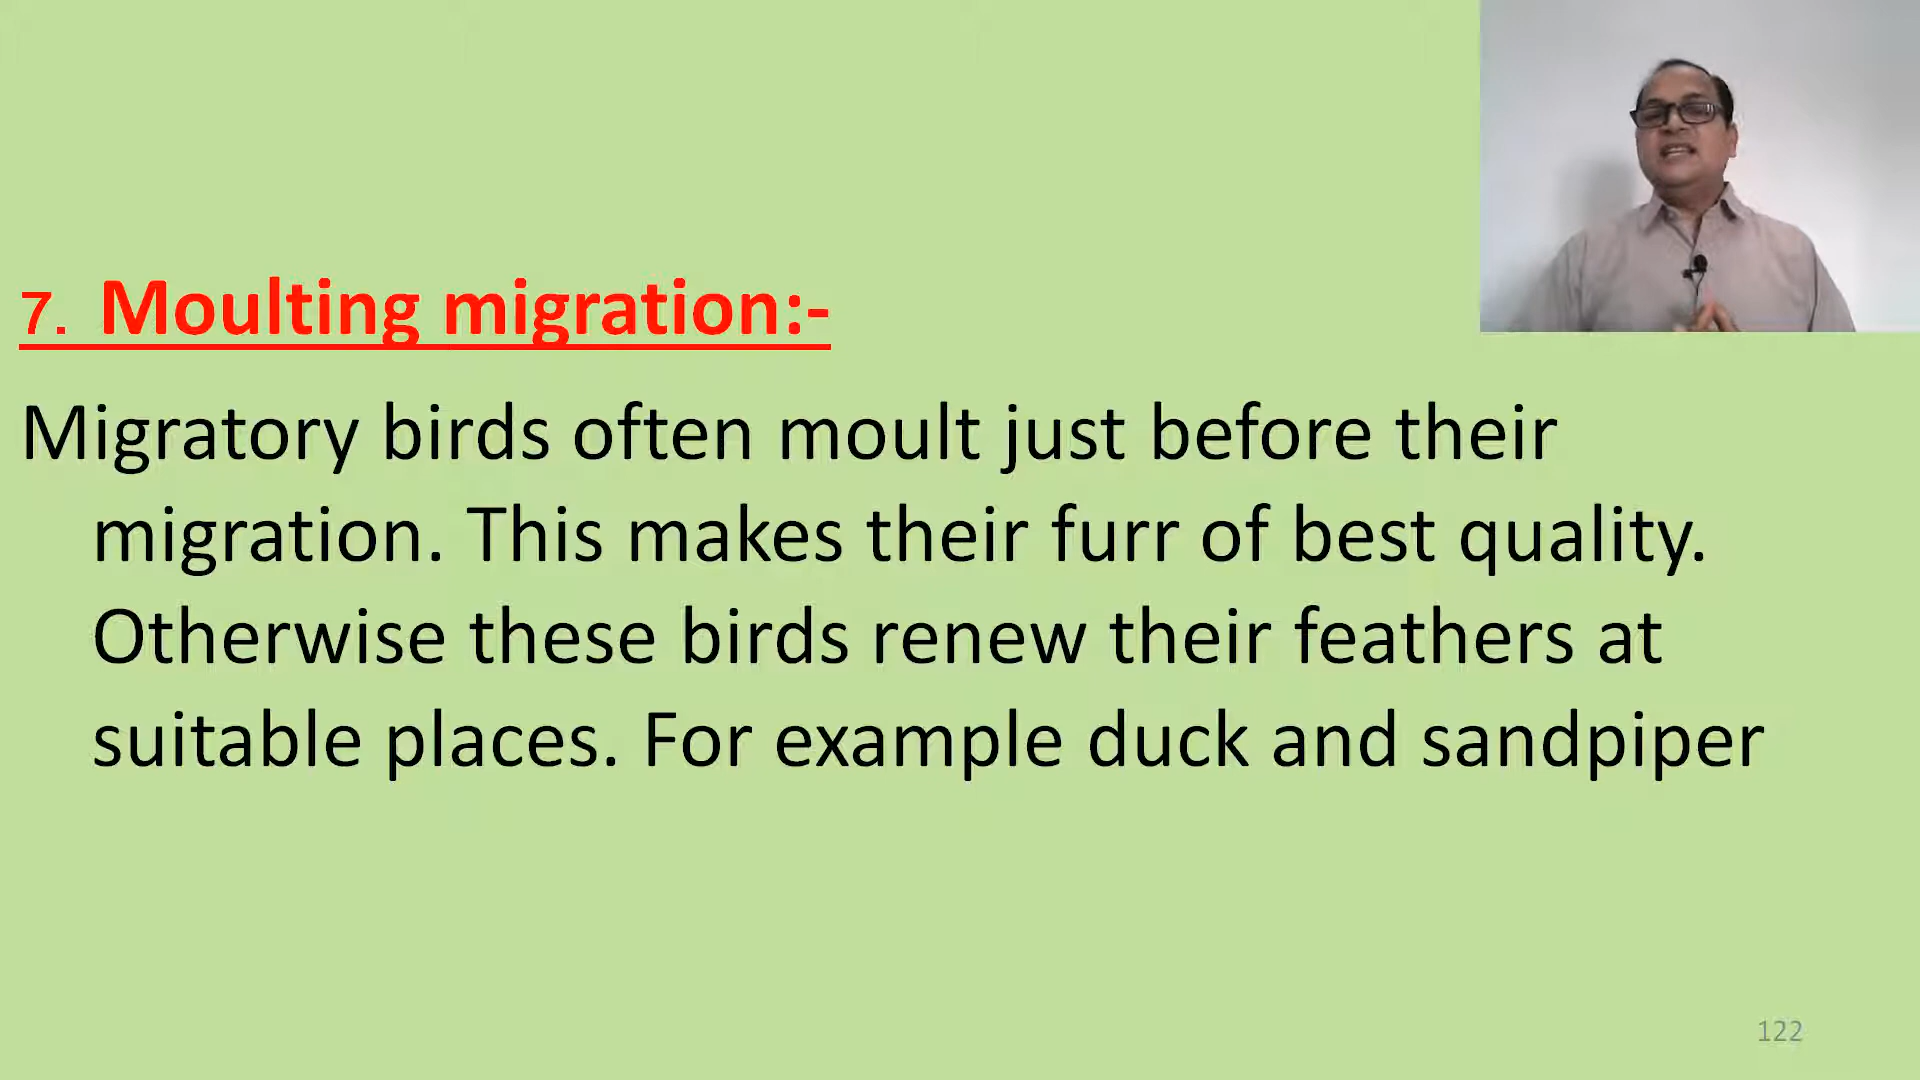 7. Moulting migration:-
Migratory birds often moult just before their
migration. This makes their furr of best quality.
Otherwise these birds renew their feathers at
suitable places. For example duck and sandpiper
122